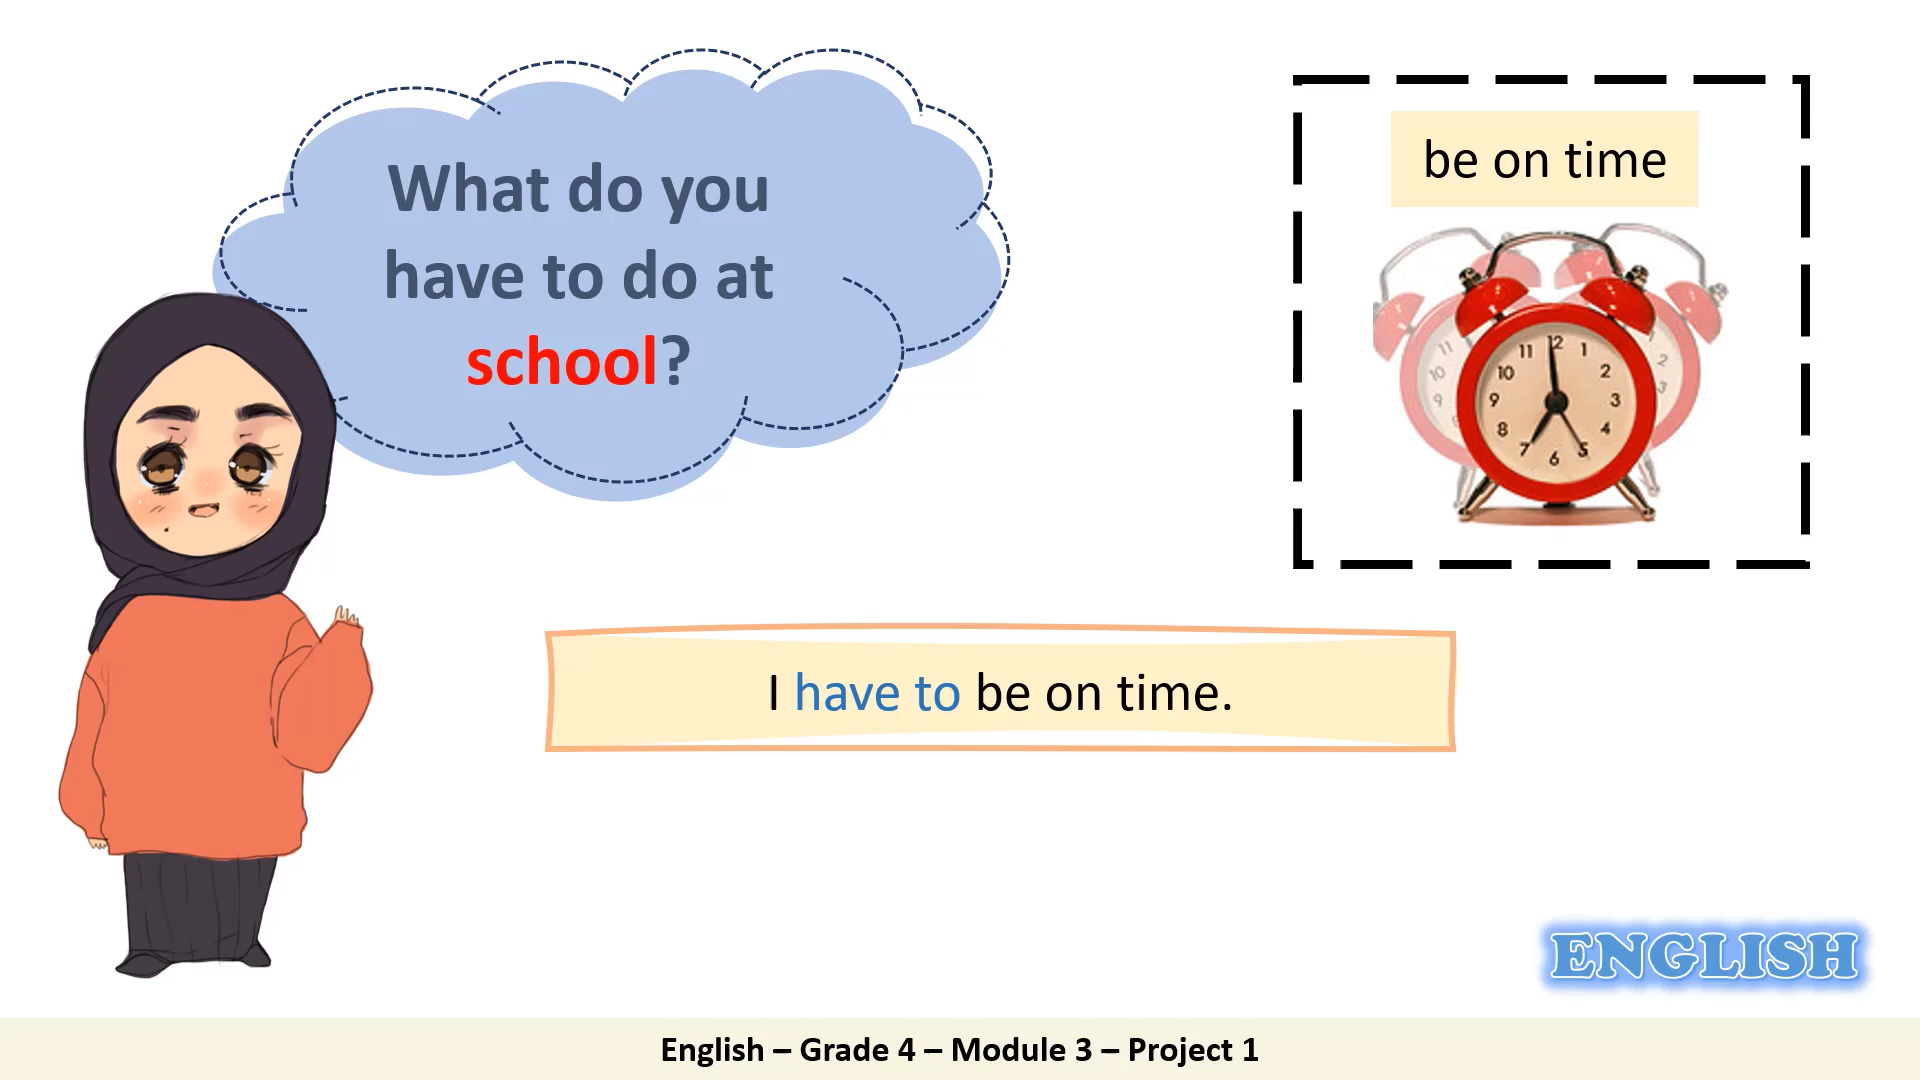 What do you
have to do at
school?
be on time
I have to be on time.
ENGLISH
English – Grade 4 – Module 3 – Project 1